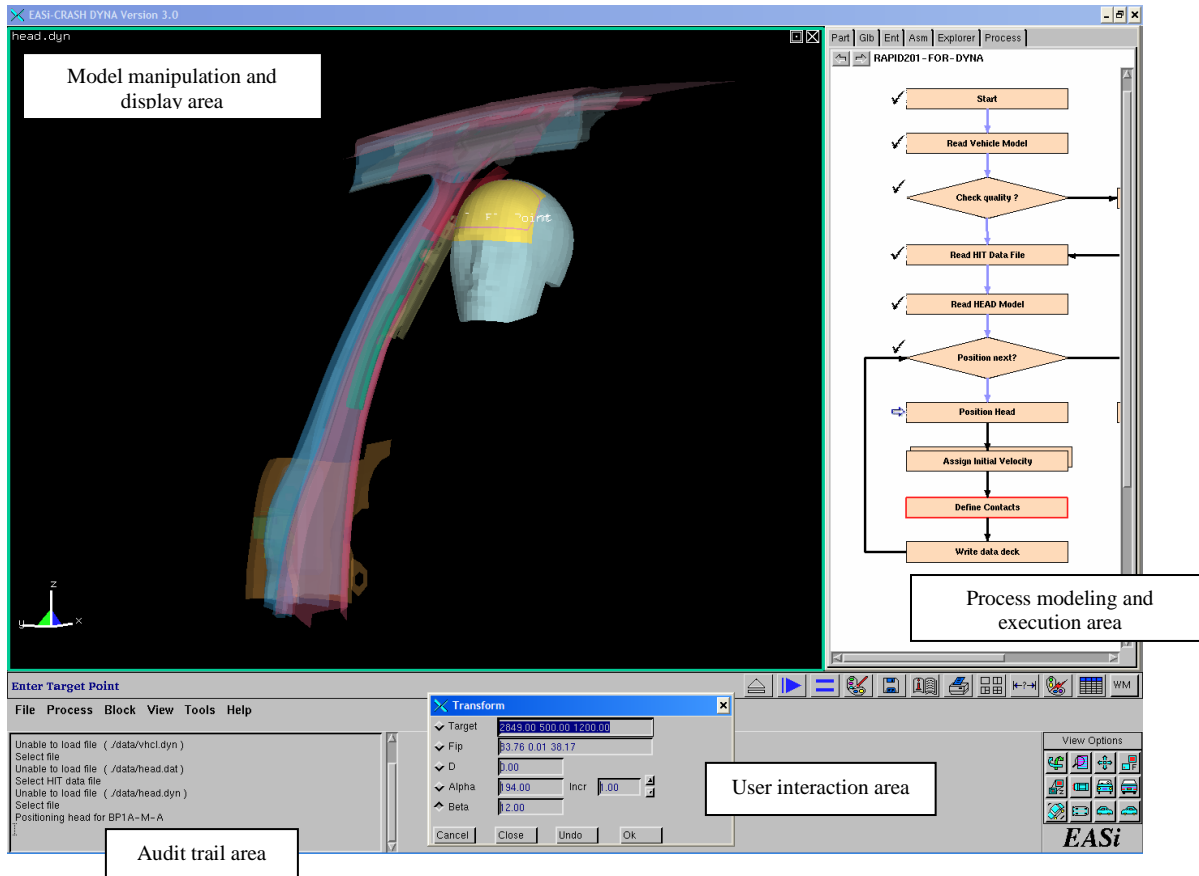 EASi-CRASH DYNA Version 3.0
head.dyn
Model manipulation and
display area
Point
z
y
x
Part Glb Ent Asm Explorer Process
RAPID201-FOR-DYNA
Start
Read Vehicle Model
Check quality ?
Read HIT Data File
Read HEAD Model
Position next?
Position Head
Assign Initial Velocity
Define Contacts
Write data deck
Process modeling and
execution area
Enter Target Point
WM
File Process Block View Tools Help
Unable to load file ( ./data/vhcl.dyn )
Select file
Unable to load file ( ./data/head.dat )
Select HIT data file
Unable to load file ( ./data/head.dyn )
Select file
Positioning head for BP1A-M-A
Audit trail area
Transform
Target 2849.00 500.00 1200.00
Fip 83.76 0.01 38.17
D 0.00
Alpha 194.00 Incr 1.00
Beta 12.00
Cancel Close Undo Ok
User interaction area
View Options
EASi